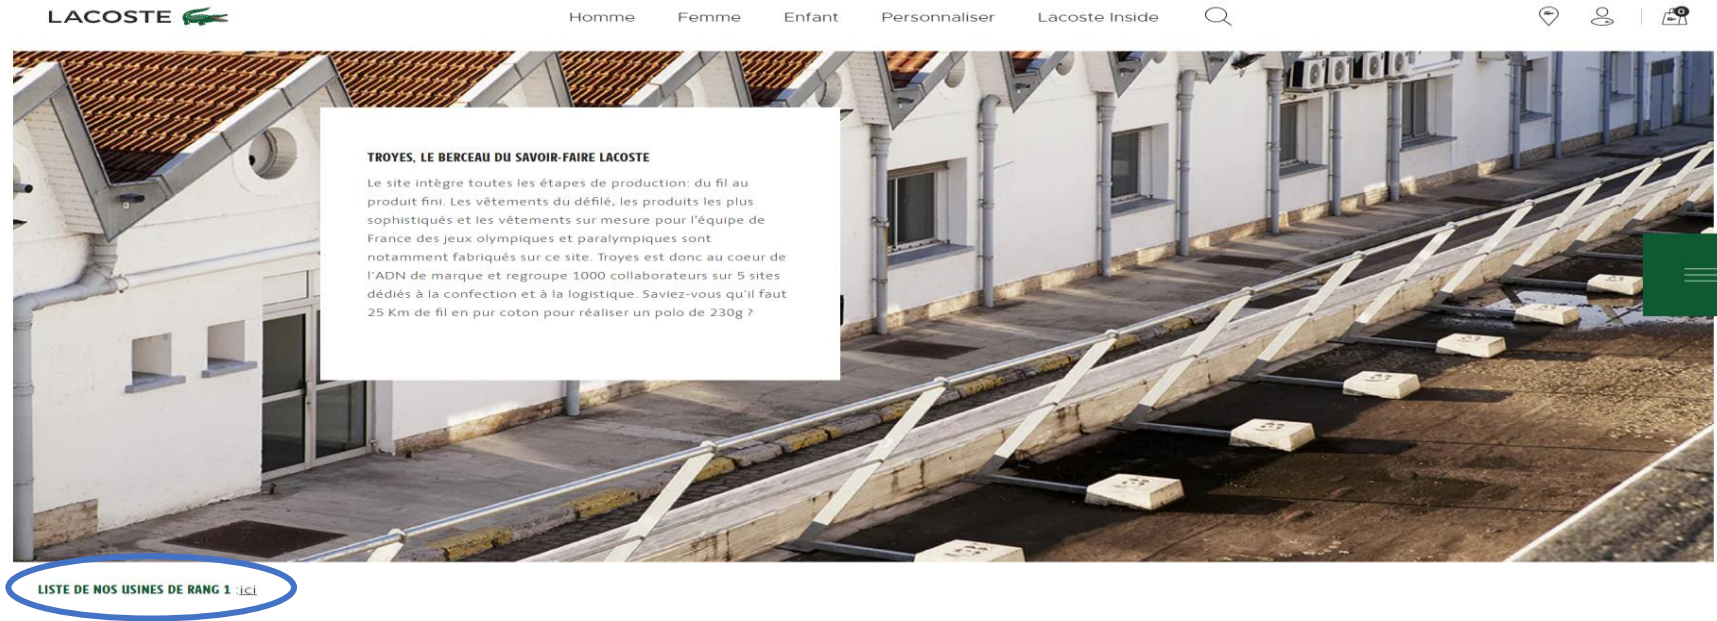 LACOSTE
Homme Femme Enfant Personnaliser Lacoste Inside
0
TROYES, LE BERCEAU DU SAVOIR-FAIRE LACOSTE
Le site intègre toutes les étapes de production: du fil au
produit fini. Les vêtements du défilé, les produits les plus
sophistiqués et les vêtements sur mesure pour l'équipe de
France des jeux olympiques et paralympiques sont
notamment fabriqués sur ce site. Troyes est donc au coeur de
l'ADN de marque et regroupe 1000 collaborateurs sur 5 sites
dédiés à la confection et à la logistique. Saviez-vous qu'il faut
25 Km de fil en pur coton pour réaliser un polo de 230g ?
LISTE DE NOS USINES DE RANG 1 :ici